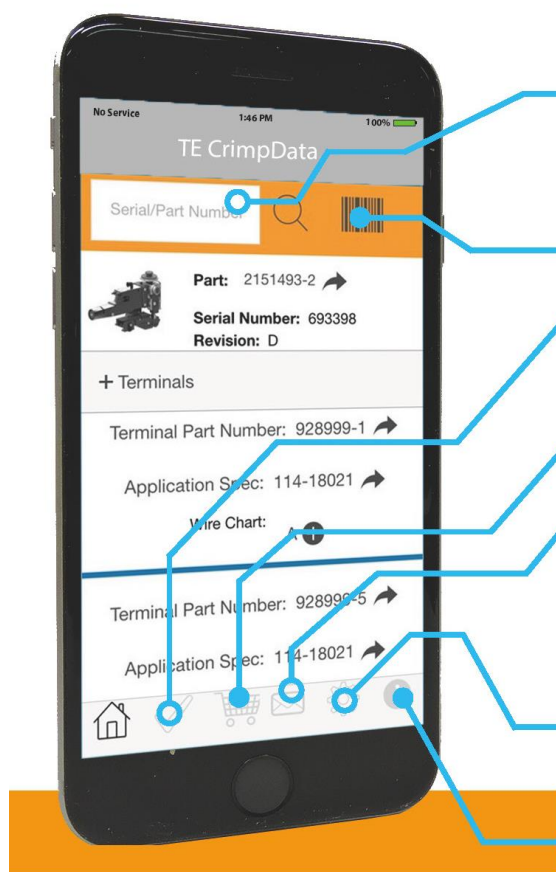 No Service 1:46 PM 100%
TE CrimpData
Serial/Part Number
Part: 2151493-2
Serial Number: 693398
Revision: D
+ Terminals
Terminal Part Number: 928999-1
Application Spec: 114-18021
Wire Chart: A
Terminal Part Number: 928999-5
Application Spec: 114-18021